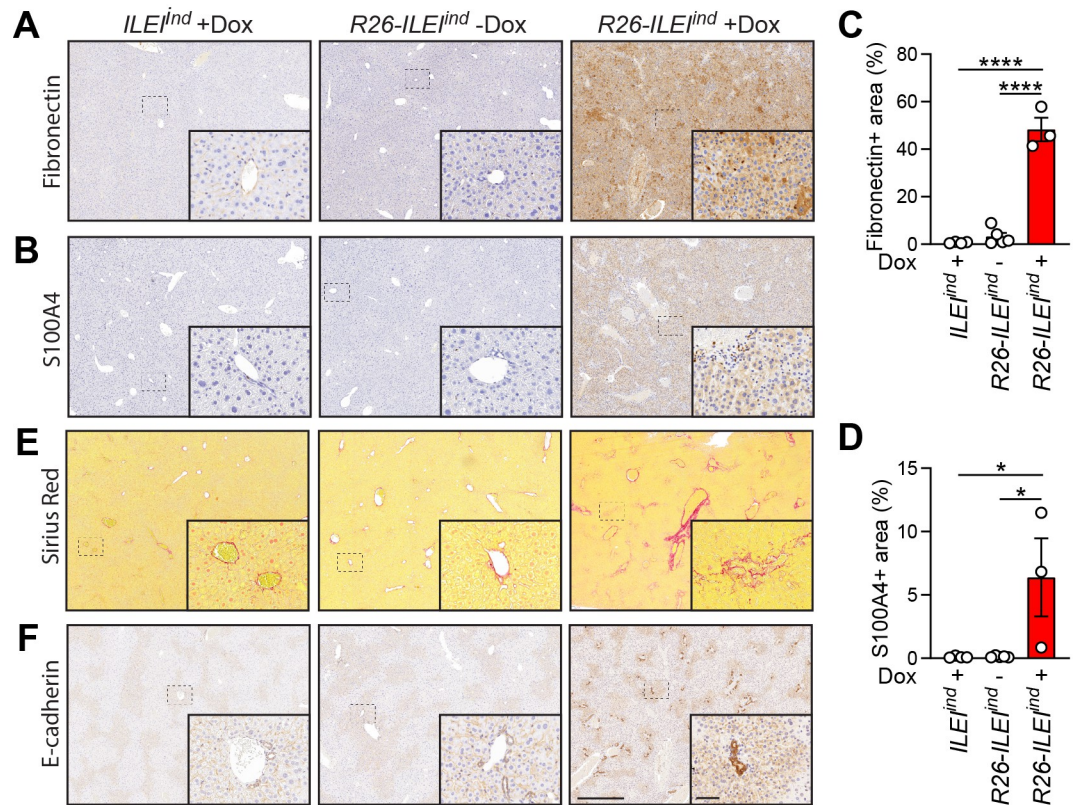 A
ILEI^ind +Dox
R26-ILEI^ind -Dox
R26-ILEI^ind +Dox
Fibronectin
B
S100A4
E
Sirius Red
F
E-cadherin
C
Fibronectin+ area (%)
80
60
40
20
0
****
****
Dox + - +
ILEI^ind
R26-ILEI^ind
R26-ILEI^ind
D
S100A4+ area (%)
15
10
5
0
*
*
Dox + - +
ILEI^ind
R26-ILEI^ind
R26-ILEI^ind